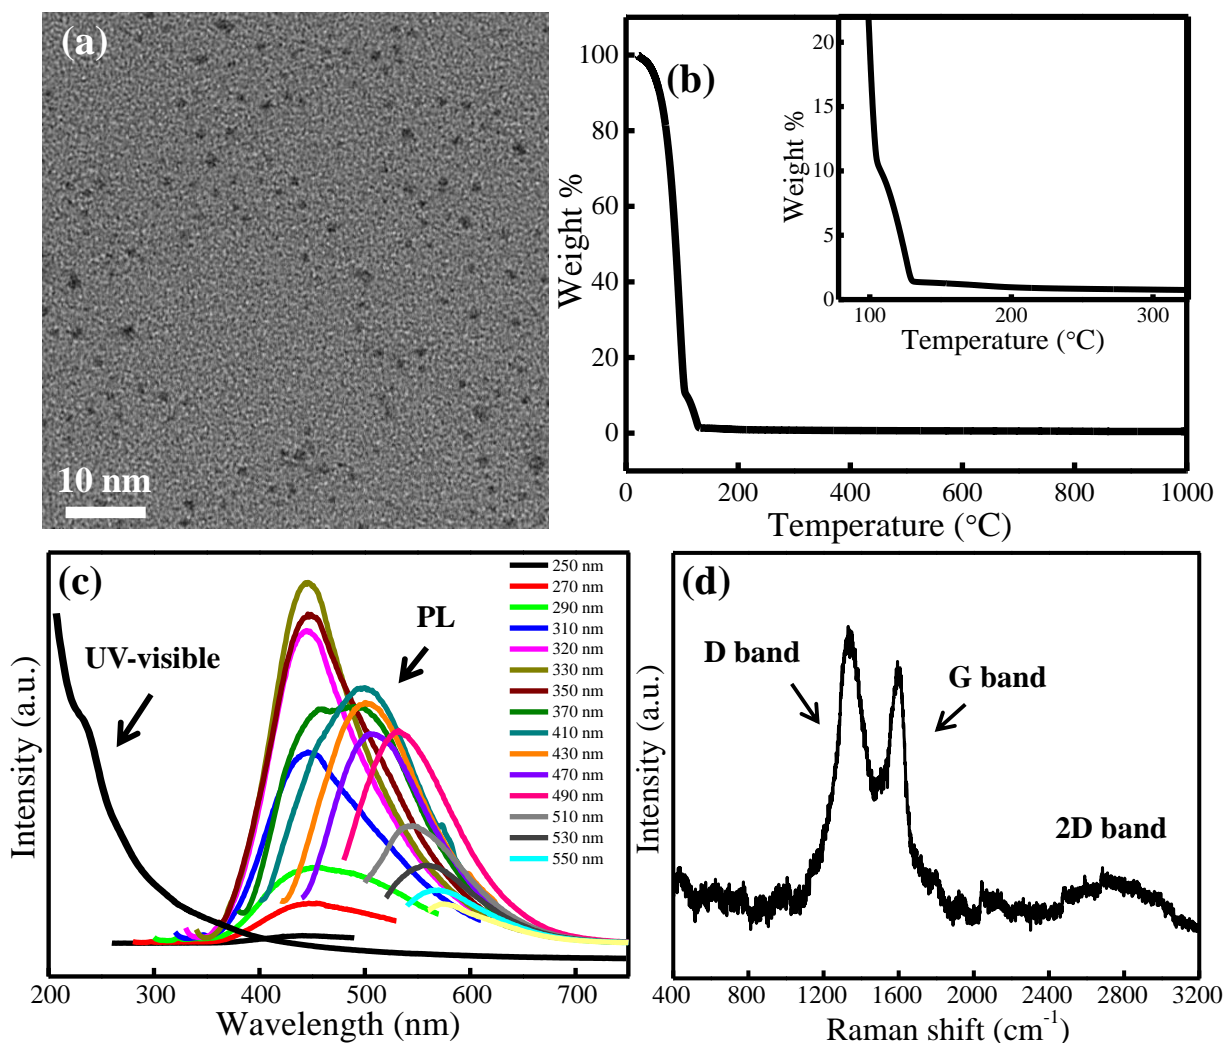 (a)
10 nm
(b)
100
80
60
40
20
0
Weight %
0
200
400
600
800
1000
Temperature (°C)
20
15
10
5
0
Weight %
100
200
300
Temperature (°C)
(c)
UV-visible
PL
250 nm
270 nm
290 nm
310 nm
320 nm
330 nm
350 nm
370 nm
410 nm
430 nm
470 nm
490 nm
510 nm
530 nm
550 nm
Intensity (a.u.)
200
300
400
500
600
700
Wavelength (nm)
(d)
D band
G band
2D band
Intensity (a.u.)
400
800
1200
1600
2000
2400
2800
3200
Raman shift (cm⁻¹)